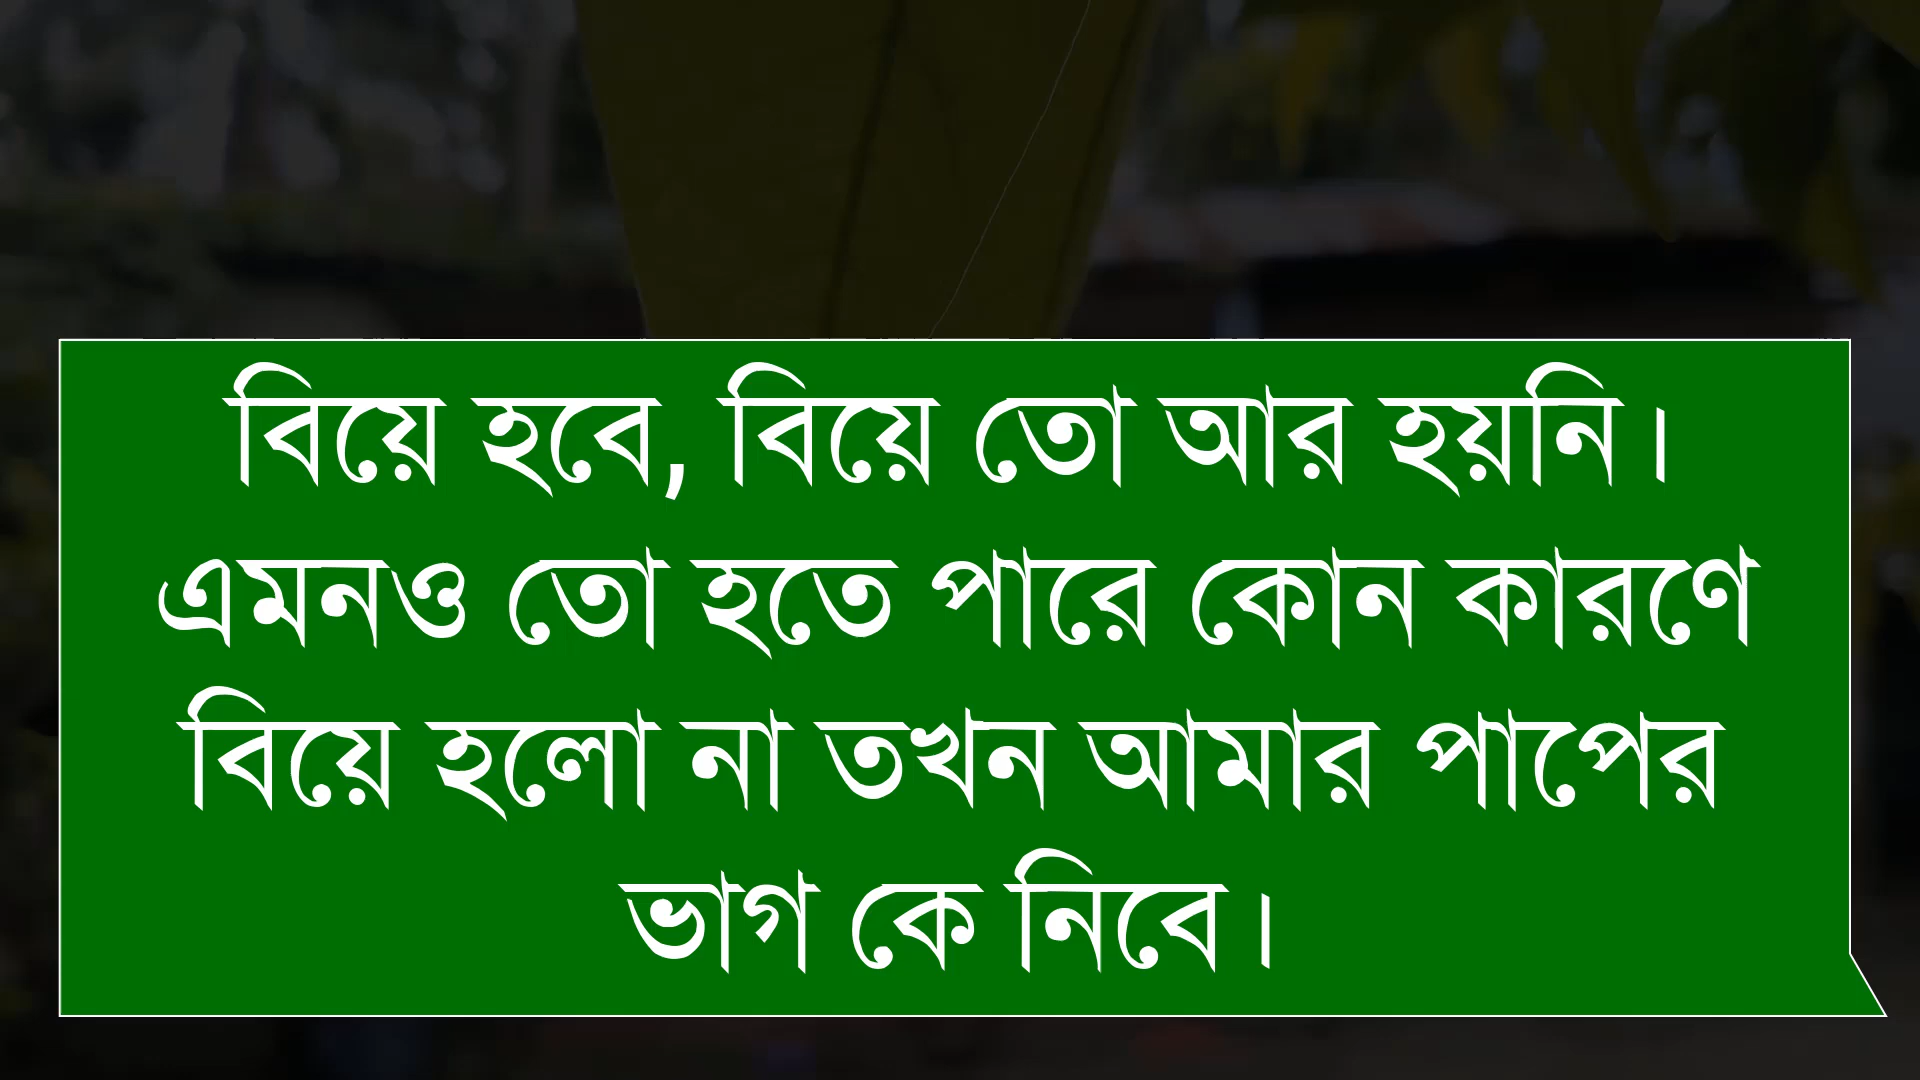 বিয়ে হবে, বিয়ে তো আর হয়নি।
এমনও তো হতে পারে কোন কারণে
বিয়ে হলো না তখন আমার পাপের
ভাগ কে নিবে।